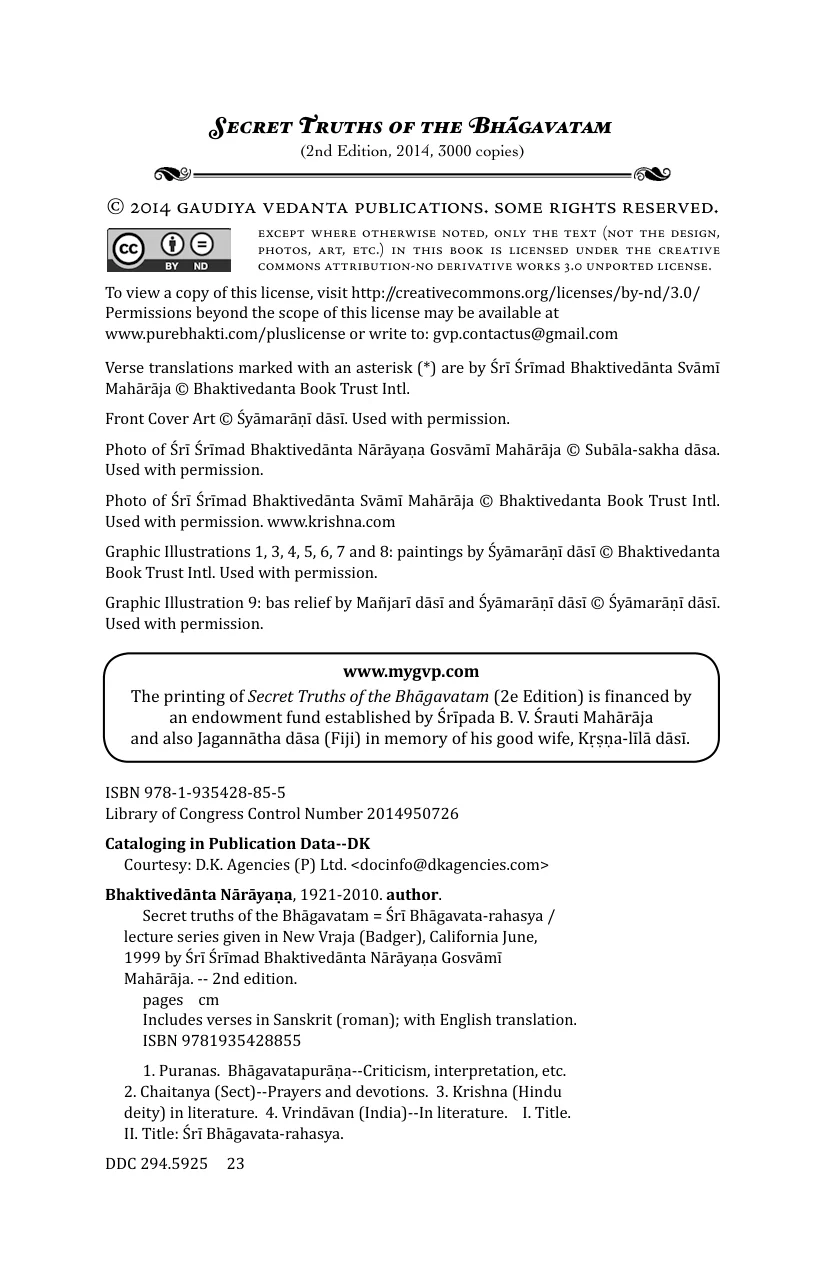 Secret Truths of the Bhāgavatam
(2nd Edition, 2014, 3000 copies)
© 2014 Gaudiya Vedanta Publications. Some Rights Reserved.
cc BY ND
Except where otherwise noted, only the text (not the design,
photos, art, etc.) in this book is licensed under the Creative
Commons Attribution-No Derivative Works 3.0 Unported License.
To view a copy of this license, visit http://creativecommons.org/licenses/by-nd/3.0/
Permissions beyond the scope of this license may be available at
www.purebhakti.com/pluslicense or write to: gvp.contactus@gmail.com
Verse translations marked with an asterisk (*) are by Śrī Śrīmad Bhaktivedānta Svāmī
Mahārāja © Bhaktivedanta Book Trust Intl.
Front Cover Art © Śyāmarāṇī dāsī. Used with permission.
Photo of Śrī Śrīmad Bhaktivedānta Nārāyaṇa Gosvāmī Mahārāja © Subāla-sakha dāsa.
Used with permission.
Photo of Śrī Śrīmad Bhaktivedānta Svāmī Mahārāja © Bhaktivedanta Book Trust Intl.
Used with permission. www.krishna.com
Graphic Illustrations 1, 3, 4, 5, 6, 7 and 8: paintings by Śyāmarāṇī dāsī © Bhaktivedanta
Book Trust Intl. Used with permission.
Graphic Illustration 9: bas relief by Mañjarī dāsī and Śyāmarāṇī dāsī © Śyāmarāṇī dāsī.
Used with permission.
www.mygvp.com
The printing of Secret Truths of the Bhāgavatam (2e Edition) is financed by
an endowment fund established by Śrīpada B. V. Śrauti Mahārāja
and also Jagannātha dāsa (Fiji) in memory of his good wife, Kṛṣṇa-līlā dāsī.
ISBN 978-1-935428-85-5
Library of Congress Control Number 2014950726
Cataloging in Publication Data--DK
Courtesy: D.K. Agencies (P) Ltd. <docinfo@dkagencies.com>
Bhaktivedānta Nārāyaṇa, 1921-2010. author.
Secret truths of the Bhāgavatam = Śrī Bhāgavata-rahasya /
lecture series given in New Vraja (Badger), California June,
1999 by Śrī Śrīmad Bhaktivedānta Nārāyaṇa Gosvāmī
Mahārāja. -- 2nd edition.
pages cm
Includes verses in Sanskrit (roman); with English translation.
ISBN 9781935428855
1. Puranas. Bhāgavatapurāṇa--Criticism, interpretation, etc.
2. Chaitanya (Sect)--Prayers and devotions. 3. Krishna (Hindu
deity) in literature. 4. Vrindāvan (India)--In literature. I. Title.
II. Title: Śrī Bhāgavata-rahasya.
DDC 294.5925 23